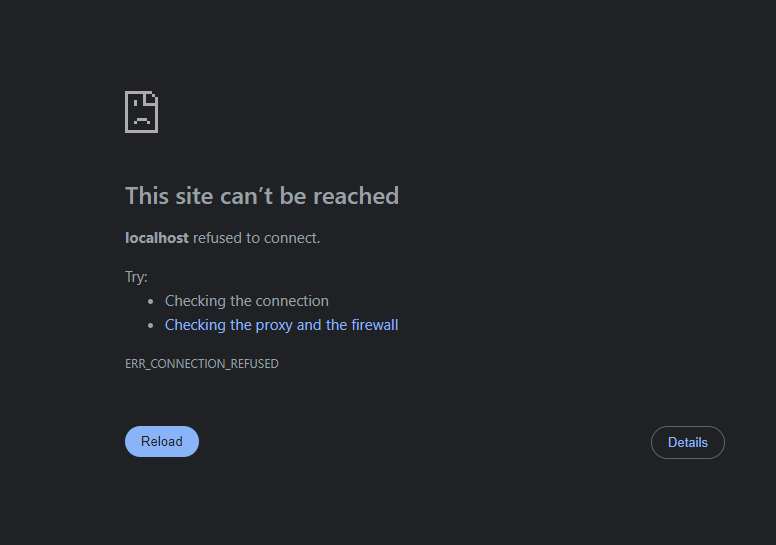 This site can’t be reached
localhost refused to connect.
Try:
• Checking the connection
• Checking the proxy and the firewall
ERR_CONNECTION_REFUSED
Reload
Details